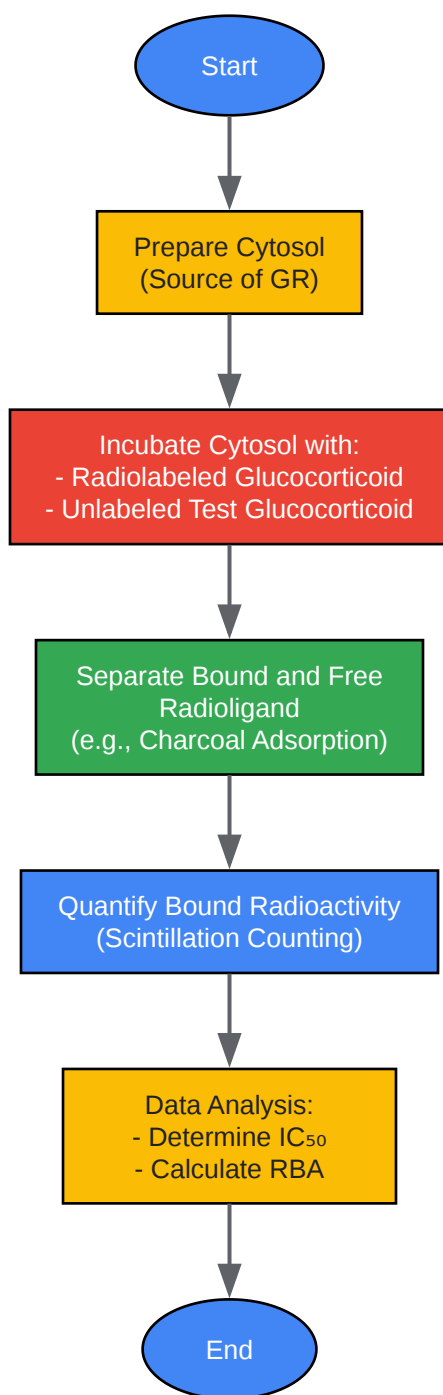 Start
Prepare Cytosol
(Source of GR)
Incubate Cytosol with:
- Radiolabeled Glucocorticoid
- Unlabeled Test Glucocorticoid
Separate Bound and Free
Radioligand
(e.g., Charcoal Adsorption)
Quantify Bound Radioactivity
(Scintillation Counting)
Data Analysis:
- Determine IC₅₀
- Calculate RBA
End